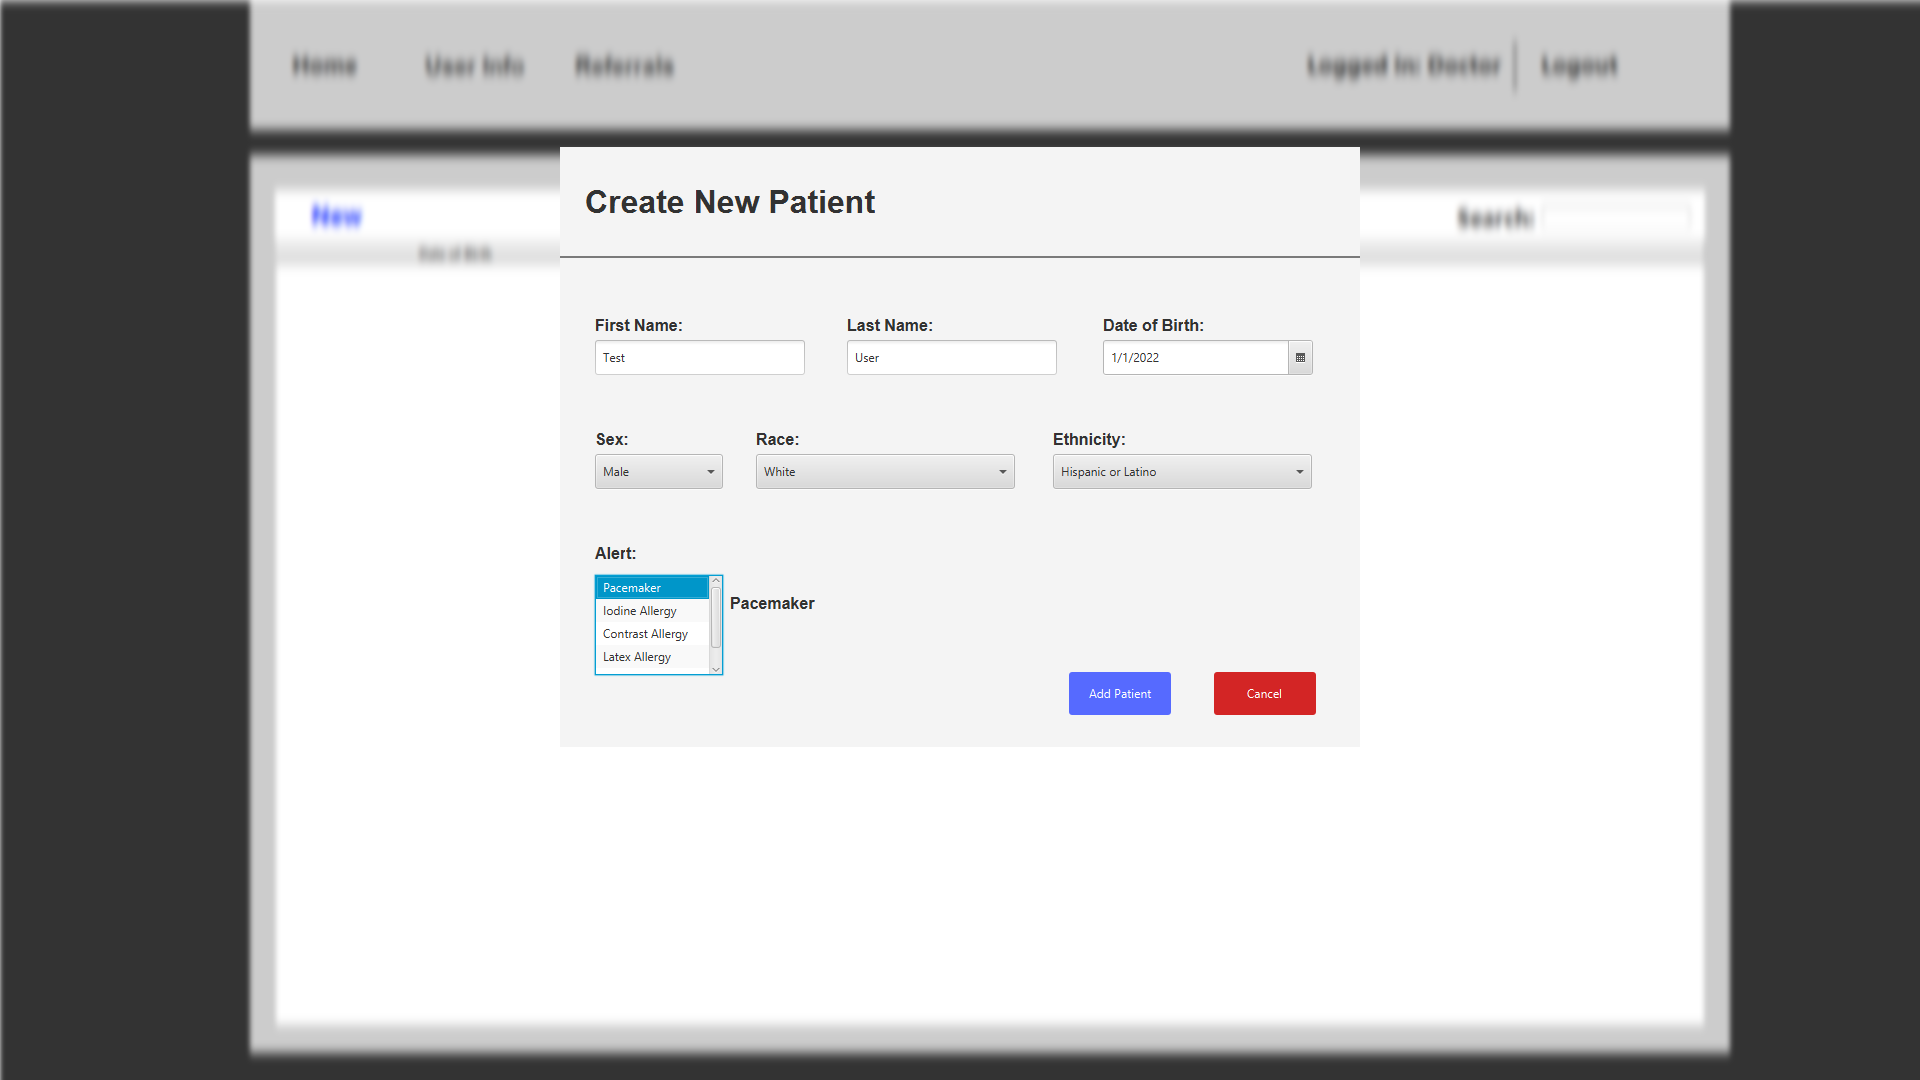 Home User Info Referrals Logged In: Doctor Logout
Create New Patient
New Search:
Date of Birth
First Name: Last Name: Date of Birth:
Test User 1/1/2022
Sex: Race: Ethnicity:
Male White Hispanic or Latino
Alert:
Pacemaker
Iodine Allergy
Contrast Allergy
Latex Allergy
Pacemaker
Add Patient Cancel